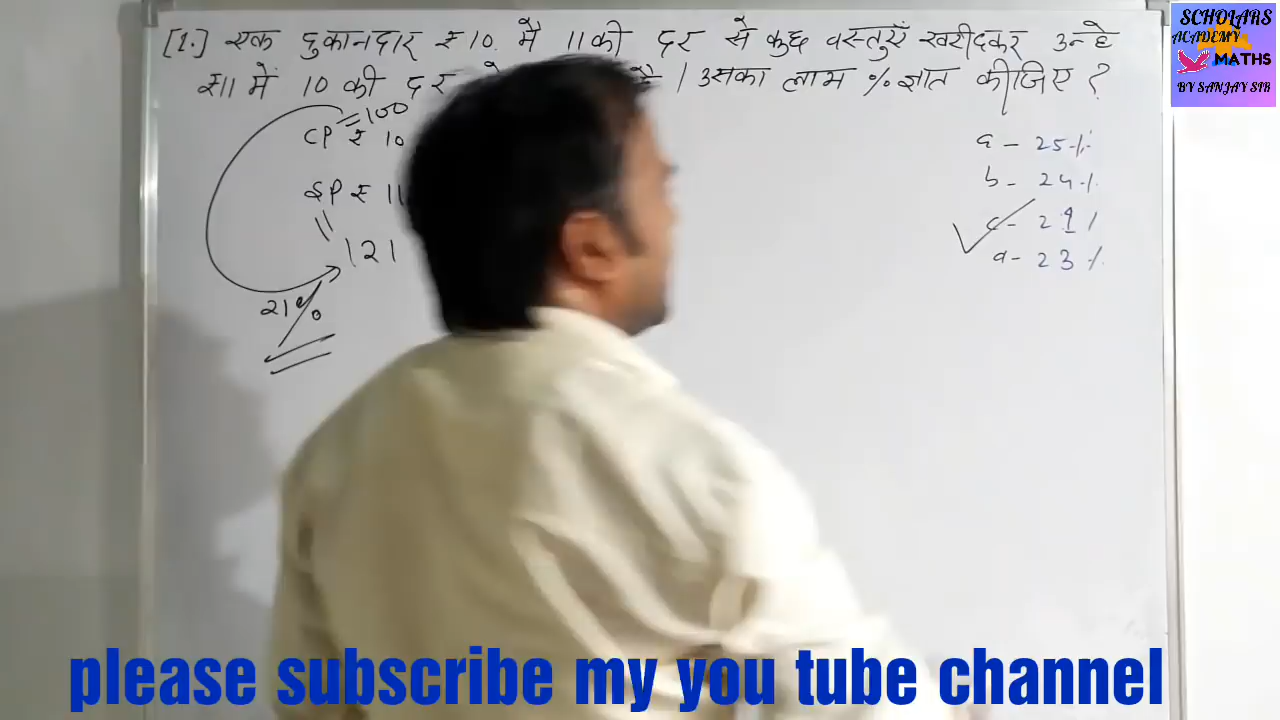 [1.] एक दुकानदार ₹10 में 11 की दर से कुछ वस्तुएँ खरीदकर उन्हे
₹11 में 10 की दर है । उसका लाभ % ज्ञात कीजिए ?
= 100
CP ₹ 10
SP ₹ 11
121
21%
a - 25%
b - 24%
c - 21%
d - 23%
SCHOLARS
ACADEMY
MATHS
BY SANJAY SIR
please subscribe my you tube channel